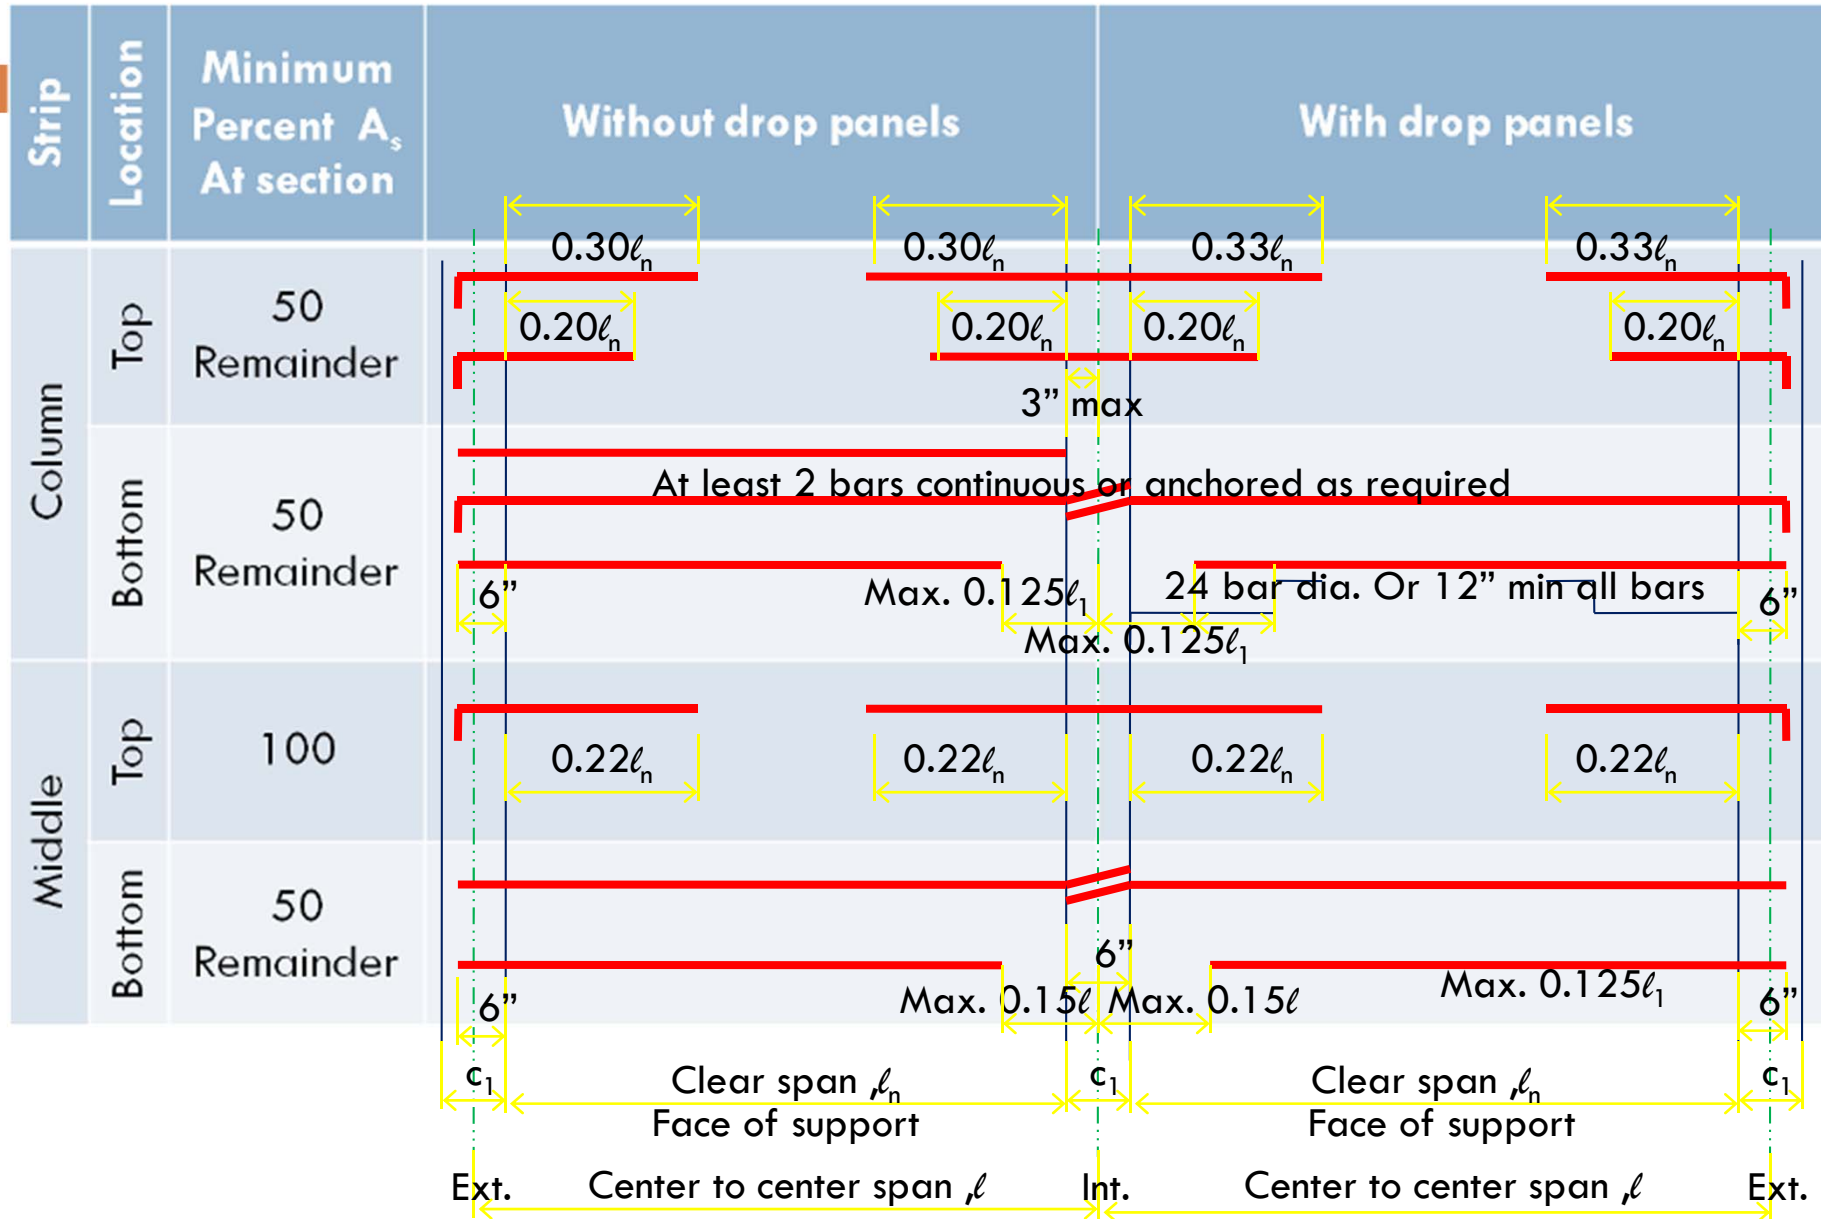 Strip
Location
Minimum
Percent A_s
At section
Without drop panels
With drop panels
Column
Top
50
Remainder
0.30ℓn
0.30ℓn
0.33ℓn
0.33ℓn
0.20ℓn
0.20ℓn
0.20ℓn
0.20ℓn
3” max
Bottom
50
Remainder
At least 2 bars continuous or anchored as required
6”
Max. 0.125ℓ1
24 bar dia. Or 12” min all bars
6”
Max. 0.125ℓ1
Middle
Top
100
0.22ℓn
0.22ℓn
0.22ℓn
0.22ℓn
Bottom
50
Remainder
6”
6”
Max. 0.15ℓ
Max. 0.15ℓ
Max. 0.125ℓ1
6”
c1
Clear span ,ℓn
c1
Clear span ,ℓn
c1
Face of support
Face of support
Ext.
Center to center span ,ℓ
Int.
Center to center span ,ℓ
Ext.